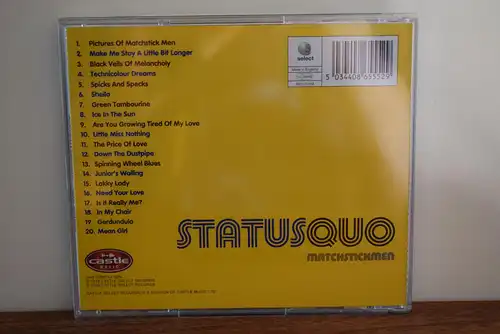 1. Pictures Of Matchstick Men
2. Make Me Stay A Little Bit Longer
3. Black Veils Of Melancholy
4. Technicolour Dreams
5. Spicks And Specks
6. Sheila
7. Green Tambourine
8. Ice In The Sun
9. Are You Growing Tired Of My Love
10. Little Miss Nothing
11. The Price Of Love
12. Down The Dustpipe
13. Spinning Wheel Blues
14. Junior's Wailing
15. Lakky Lady
16. Need Your Love
17. Is It Really Me?
18. In My Chair
19. Gerdundula
20. Mean Girl
select
5 034408 655529
STATUSQUO
MATCHSTICKMEN
castle
MUSIC